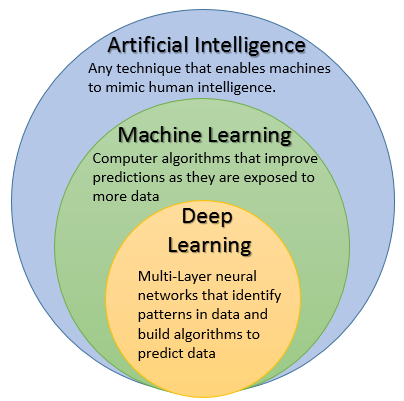 Artificial Intelligence
Any technique that enables machines
to mimic human intelligence.
Machine Learning
Computer algorithms that improve
predictions as they are exposed to
more data
Deep
Learning
Multi-Layer neural
networks that identify
patterns in data and
build algorithms to
predict data